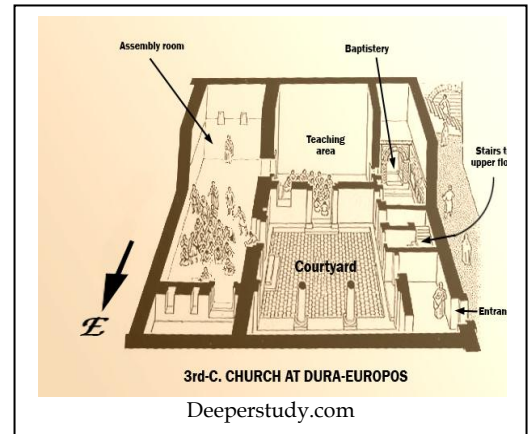 Assembly room
Baptistery
Teaching
area
Stairs t
upper flo
Courtyard
Entran
E
3rd-C. CHURCH AT DURA-EUROPOS
Deeperstudy.com